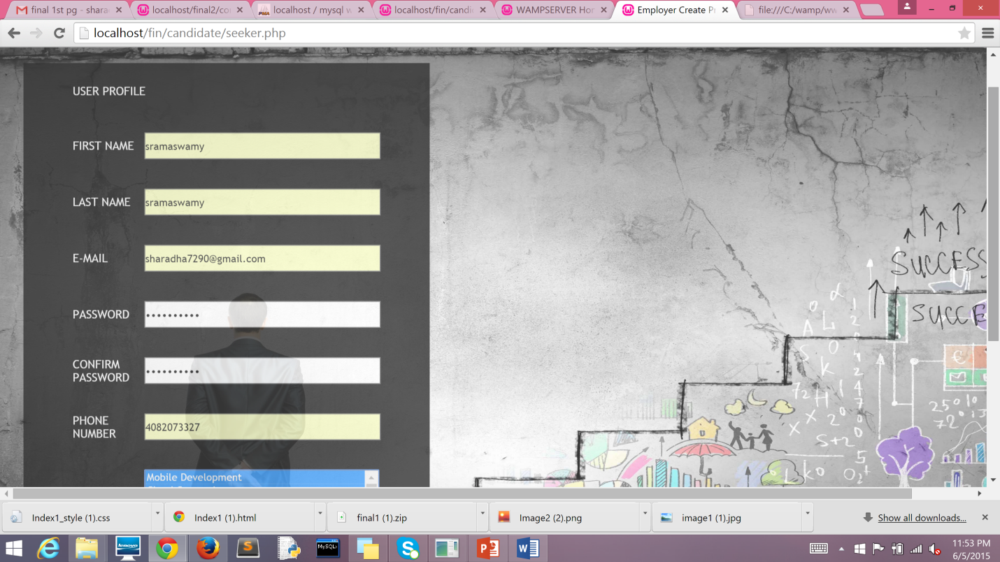 final 1st pg - shara
localhost/final2/co
localhost / mysql w
localhost/fin/candi
WAMPSERVER Hor
Employer Create Pr
file:///C:/wamp/ww
localhost/fin/candidate/seeker.php
USER PROFILE
FIRST NAME sramaswamy
LAST NAME sramaswamy
E-MAIL sharadha7290@gmail.com
PASSWORD ••••••••••
CONFIRM
PASSWORD ••••••••••
PHONE
NUMBER 4082073327
Mobile Development
SUCCESS
SUCCE
Index1_style (1).css
Index1 (1).html
final1 (1).zip
Image2 (2).png
image1 (1).jpg
Show all downloads...
11:53 PM
6/5/2015